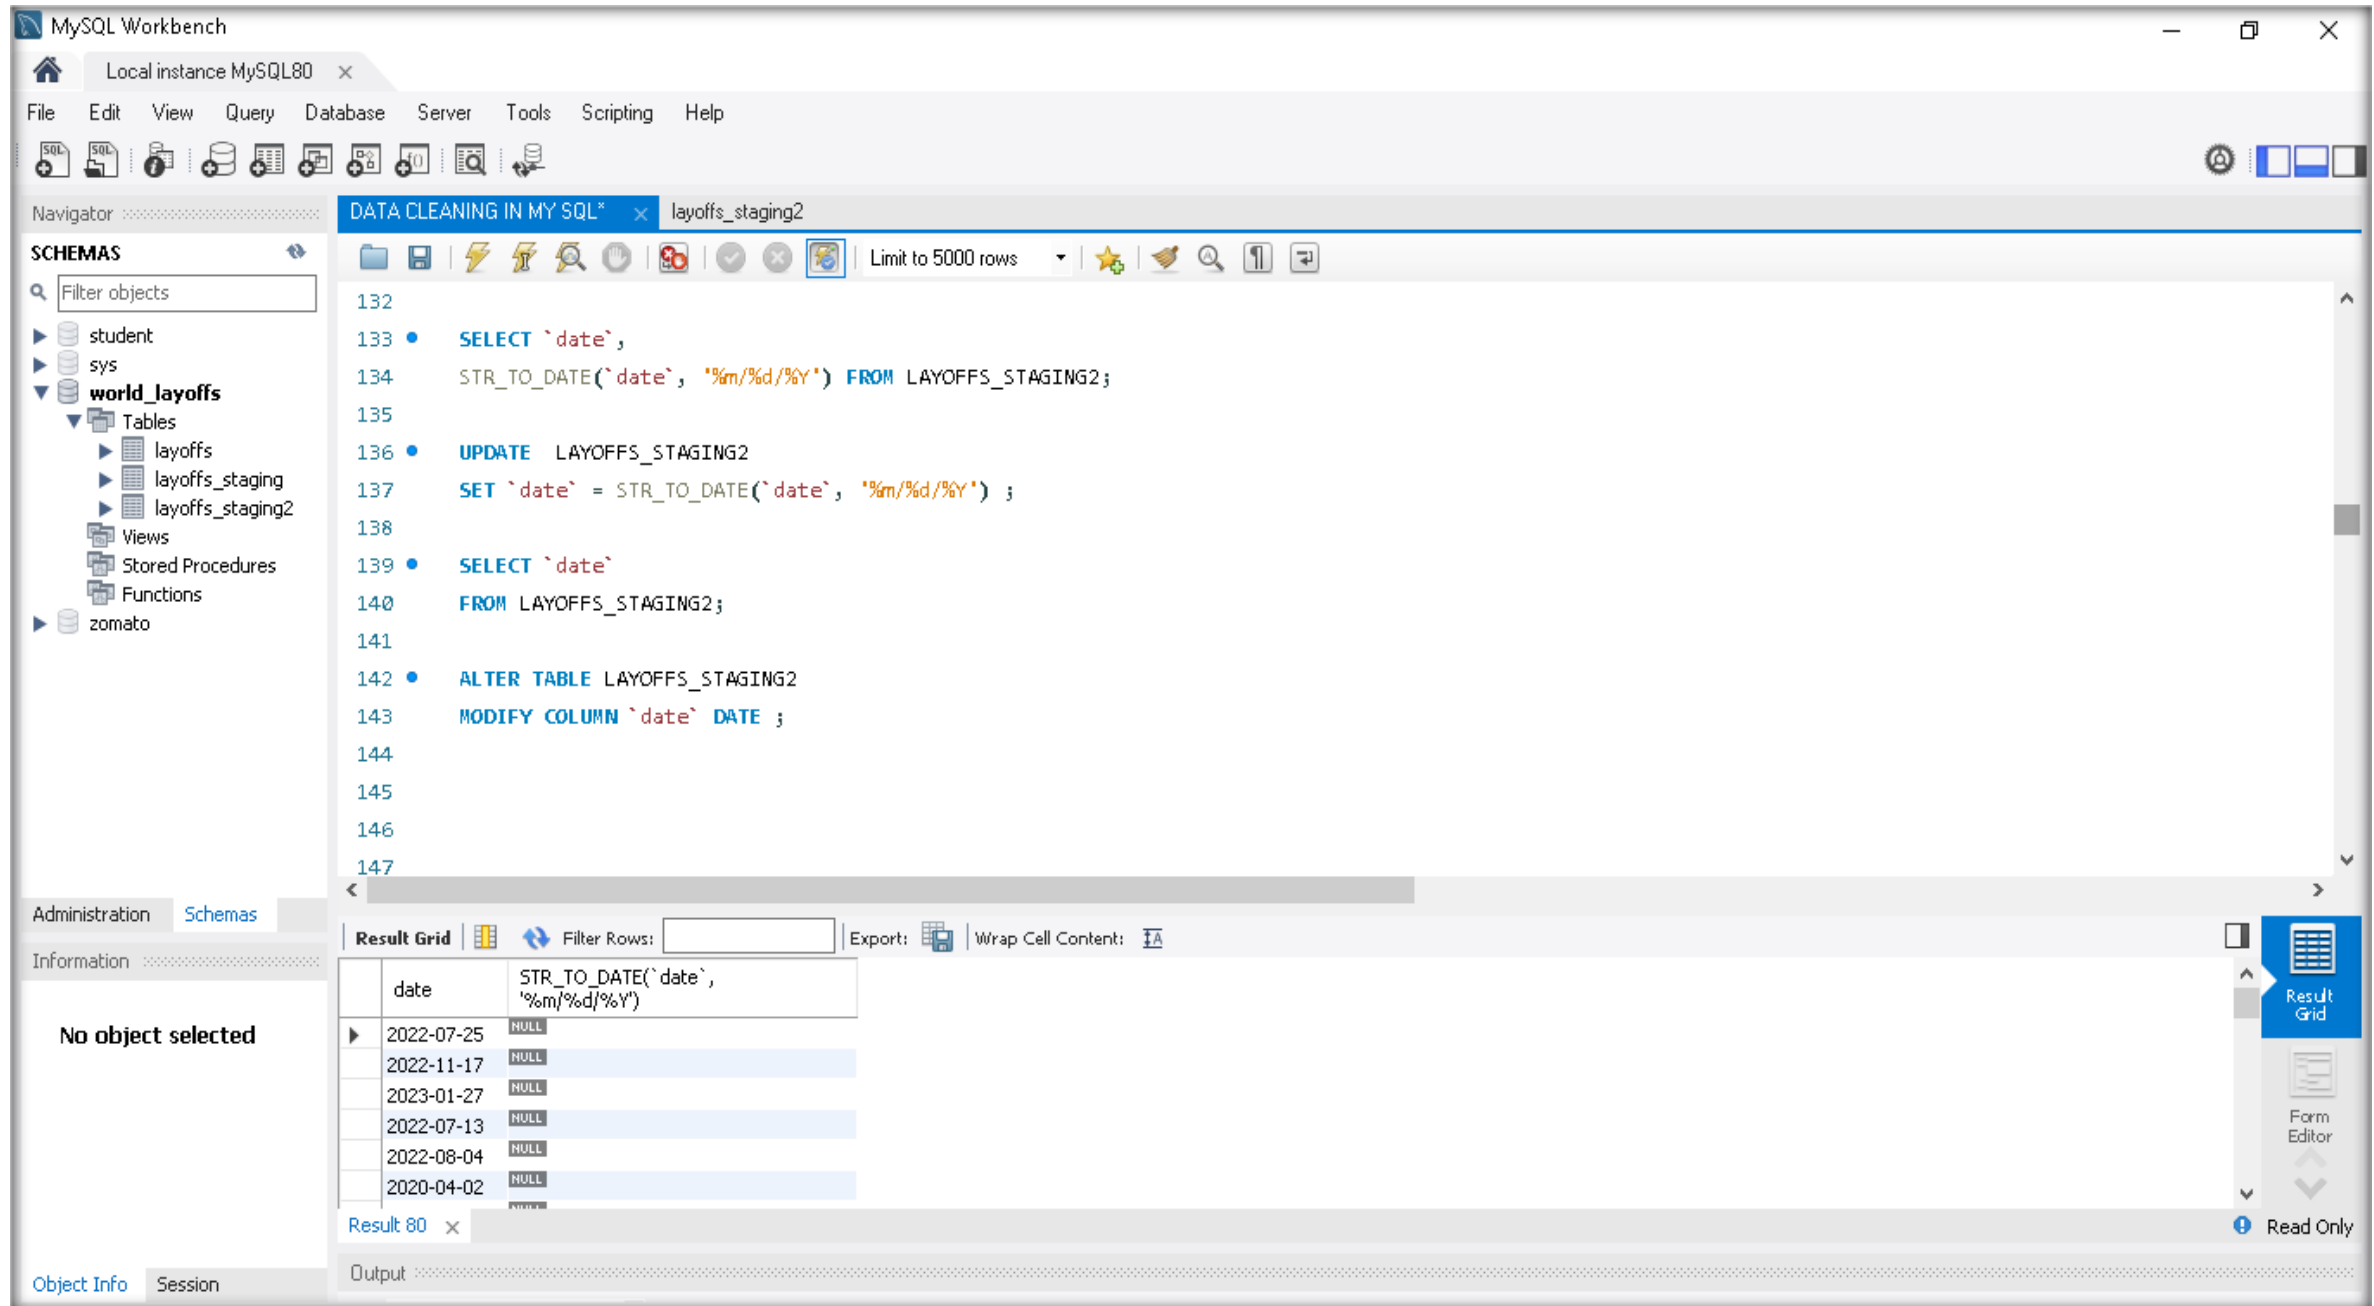 MySQL Workbench
Local instance MySQL80
File Edit View Query Database Server Tools Scripting Help
Navigator
SCHEMAS
Filter objects
student
sys
world_layoffs
Tables
layoffs
layoffs_staging
layoffs_staging2
Views
Stored Procedures
Functions
zomato
Administration Schemas
Information
No object selected
Object Info Session
DATA CLEANING IN MY SQL* layoffs_staging2
Limit to 5000 rows
132
133 SELECT `date`,
134 STR_TO_DATE(`date`, '%m/%d/%Y') FROM LAYOFFS_STAGING2;
135
136 UPDATE LAYOFFS_STAGING2
137 SET `date` = STR_TO_DATE(`date`, '%m/%d/%Y') ;
138
139 SELECT `date`
140 FROM LAYOFFS_STAGING2;
141
142 ALTER TABLE LAYOFFS_STAGING2
143 MODIFY COLUMN `date` DATE ;
144
145
146
147
Result Grid Filter Rows: Export: Wrap Cell Content:
date STR_TO_DATE(`date`,
'%m/%d/%Y')
2022-07-25 NULL
2022-11-17 NULL
2023-01-27 NULL
2022-07-13 NULL
2022-08-04 NULL
2020-04-02 NULL
Result
Grid
Form
Editor
Result 80 Read Only
Output